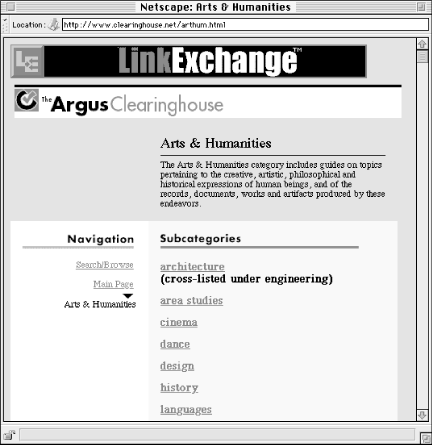 Netscape: Arts & Humanities
Location: http://www.clearinghouse.net/arthum.html
LE LinkExchange™
The Argus Clearinghouse
Arts & Humanities
The Arts & Humanities category includes guides on topics
pertaining to the creative, artistic, philosophical and
historical expressions of human beings, and of the
records, documents, works and artifacts produced by these
endeavors.
Navigation
Search/Browse
Main Page
Arts & Humanities
Subcategories
architecture
(cross-listed under engineering)
area studies
cinema
dance
design
history
languages